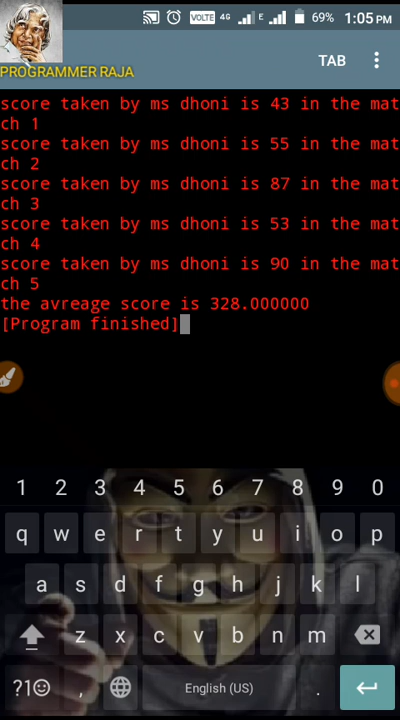 VOLTE 4G E 69% 1:05 PM
PROGRAMMER RAJA
TAB
score taken by ms dhoni is 43 in the mat
ch 1
score taken by ms dhoni is 55 in the mat
ch 2
score taken by ms dhoni is 87 in the mat
ch 3
score taken by ms dhoni is 53 in the mat
ch 4
score taken by ms dhoni is 90 in the mat
ch 5
the avreage score is 328.000000
[Program finished]
1 2 3 4 5 6 7 8 9 0
q w e r t y u i o p
a s d f g h j k l
z x c v b n m
?1☺ , English (US) .